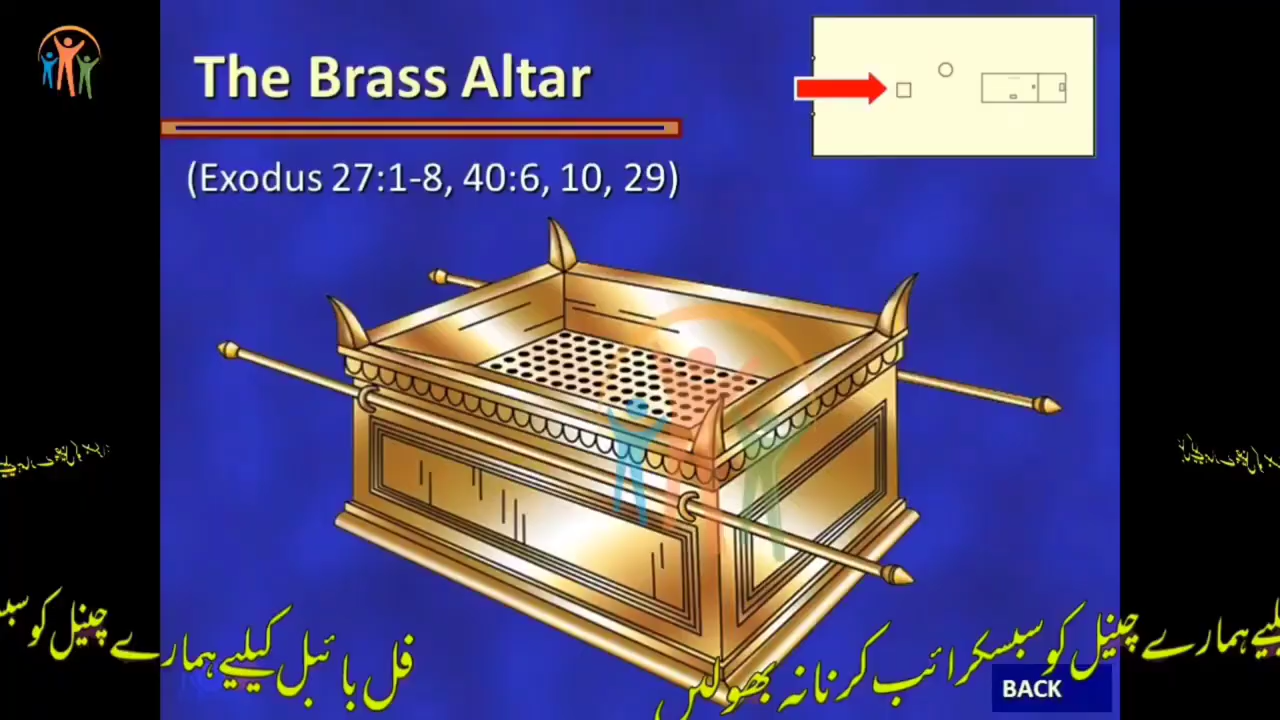 The Brass Altar
(Exodus 27:1-8, 40:6, 10, 29)
فل بائبل کیلیے ہمارے چینل کو سبسکرائب کرنا نہ بھولیں
BACK